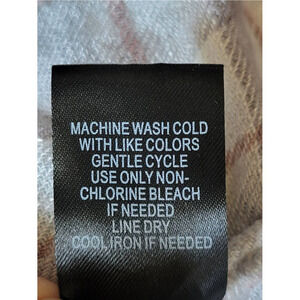 MACHINE WASH COLD
WITH LIKE COLORS
GENTLE CYCLE
USE ONLY NON-
CHLORINE BLEACH
IF NEEDED
LINE DRY
COOL IRON IF NEEDED